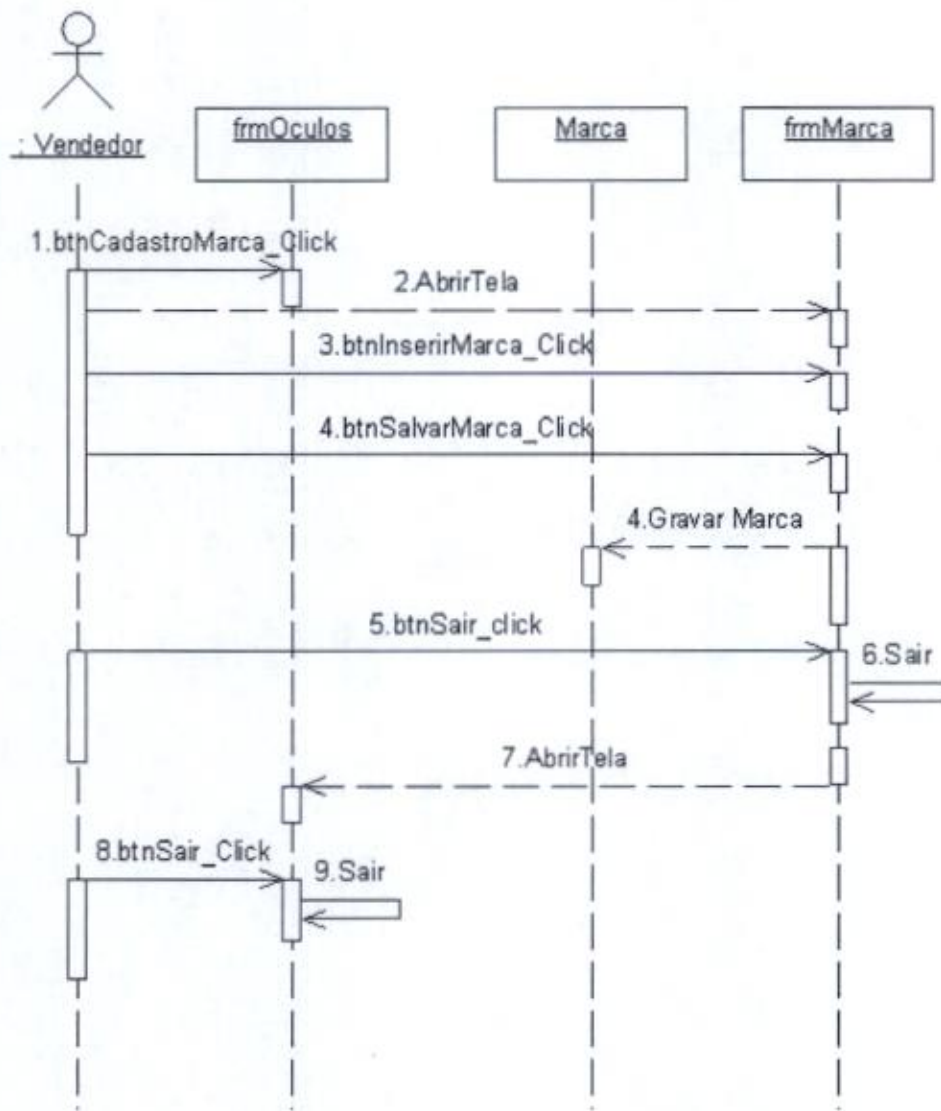 : Vendedor
frmOculos
Marca
frmMarca
1.btnCadastroMarca_Click
2.AbrirTela
3.btnInserirMarca_Click
4.btnSalvarMarca_Click
4.Gravar Marca
5.btnSair_click
6.Sair
7.AbrirTela
8.btnSair_Click
9.Sair